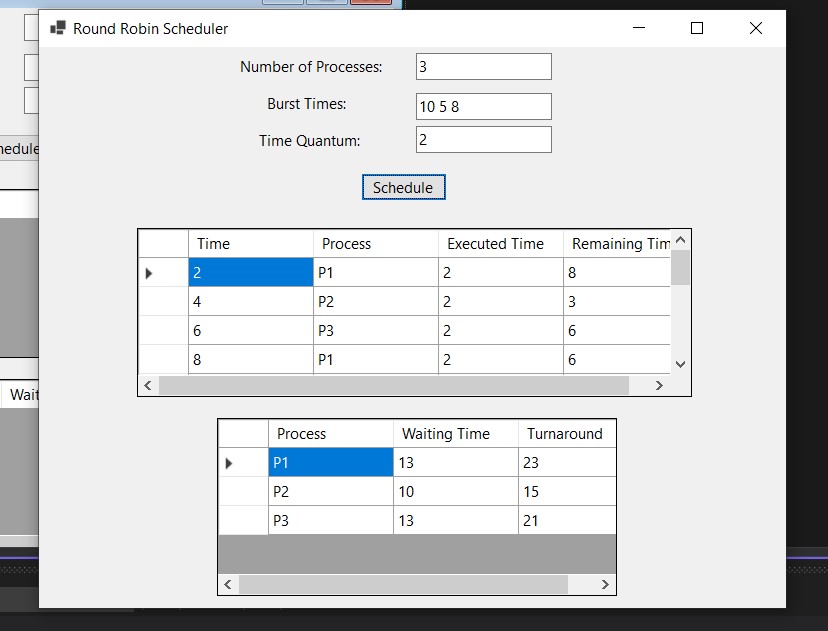 Round Robin Scheduler
Number of Processes: 3
Burst Times: 10 5 8
Time Quantum: 2
hedule
Schedule
Time Process Executed Time Remaining Tim
2 P1 2 8
4 P2 2 3
6 P3 2 6
8 P1 2 6
Wait
Process Waiting Time Turnaround
P1 13 23
P2 10 15
P3 13 21